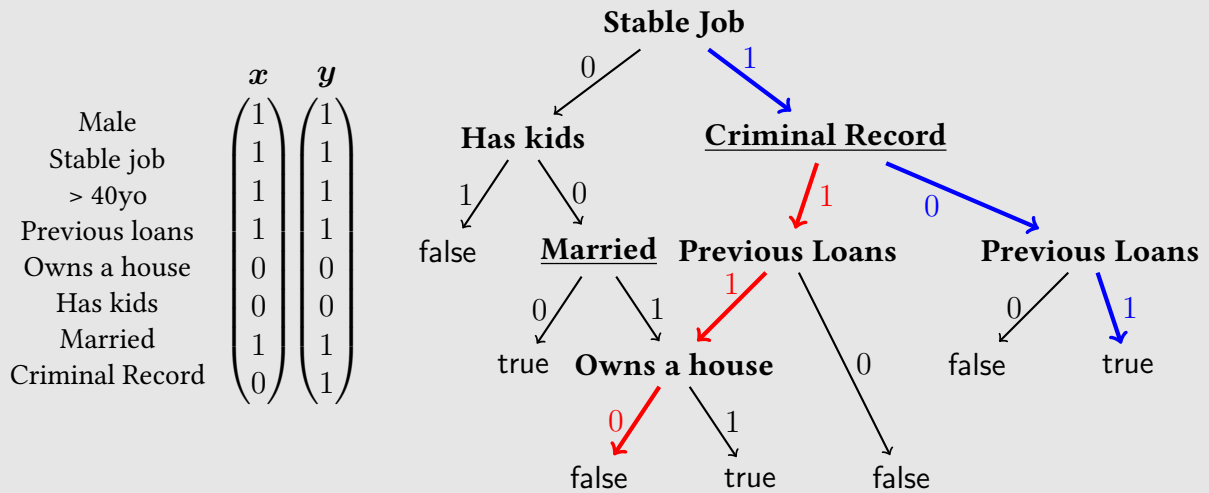 x y
Male 1 1
Stable job 1 1
> 40yo 1 1
Previous loans 1 1
Owns a house 0 0
Has kids 0 0
Married 1 1
Criminal Record 0 1
Stable Job
0 1
Has kids Criminal Record
1 0 1 0
false Married Previous Loans Previous Loans
0 1 1 0 0 1
true Owns a house false true
0 1
false true false